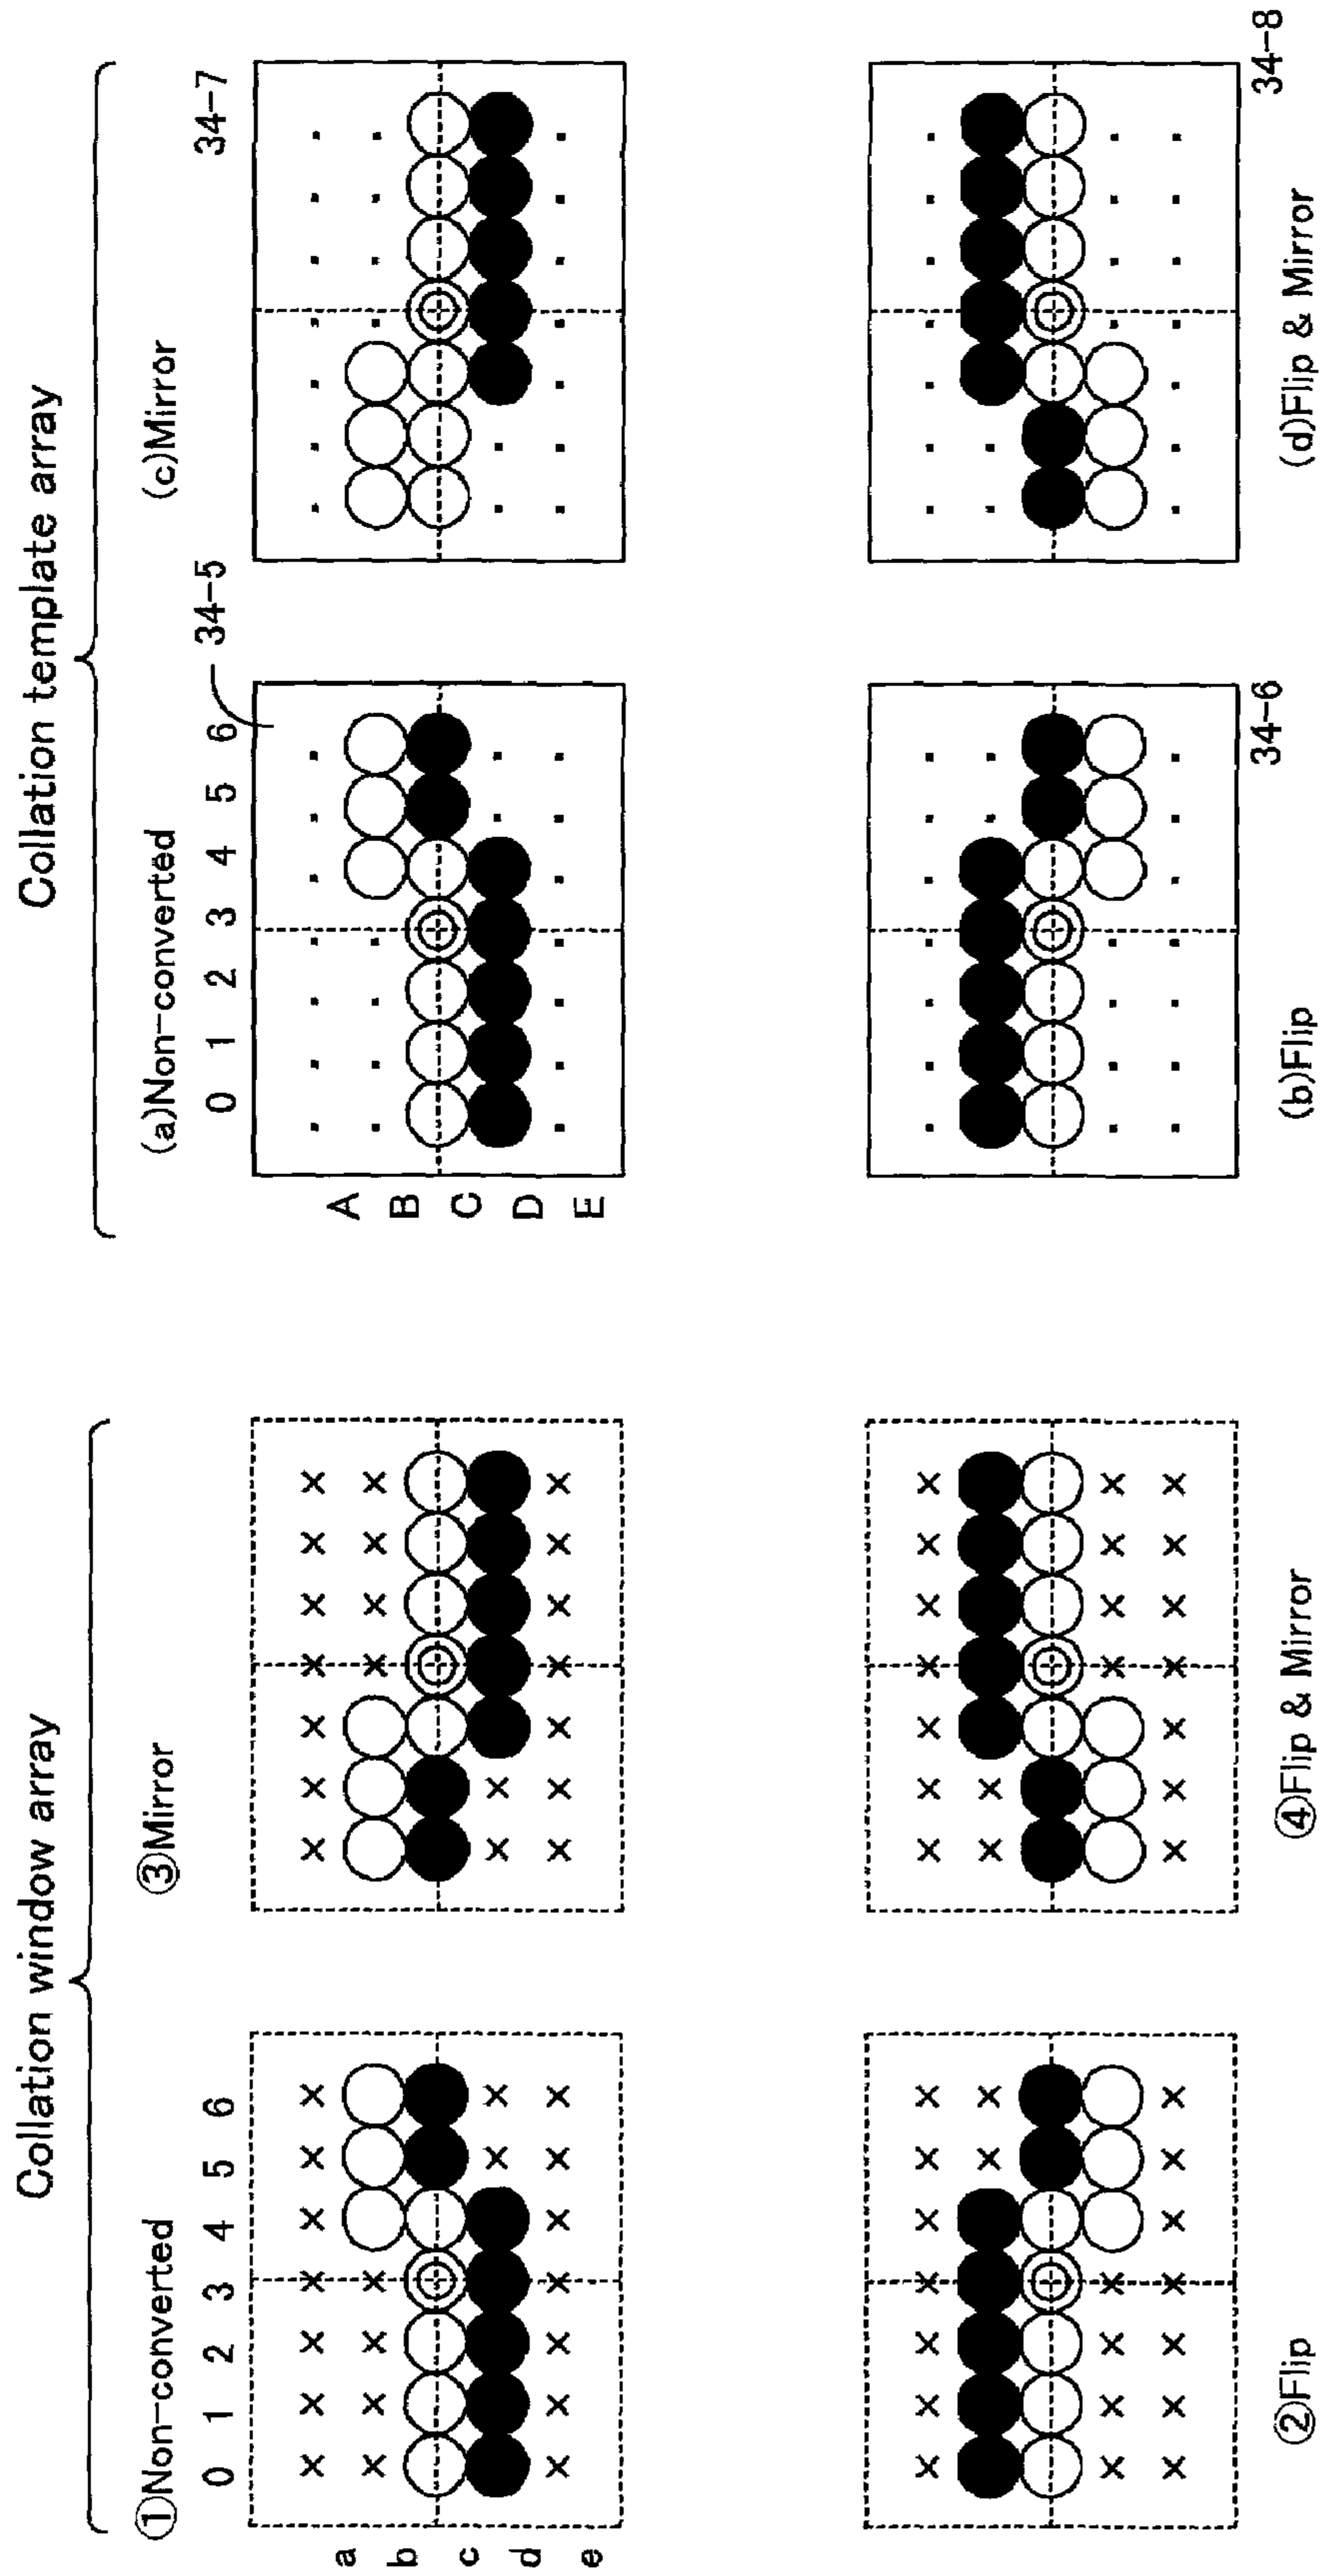 Collation window array
①Non-converted
0 1 2 3 4 5 6
a
b
c
d
e
③Mirror
②Flip
④Flip & Mirror
Collation template array
(a)Non-converted
0 1 2 3 4 5 6
34-5
A
B
C
D
E
(c)Mirror
34-7
(b)Flip
34-6
(d)Flip & Mirror
34-8